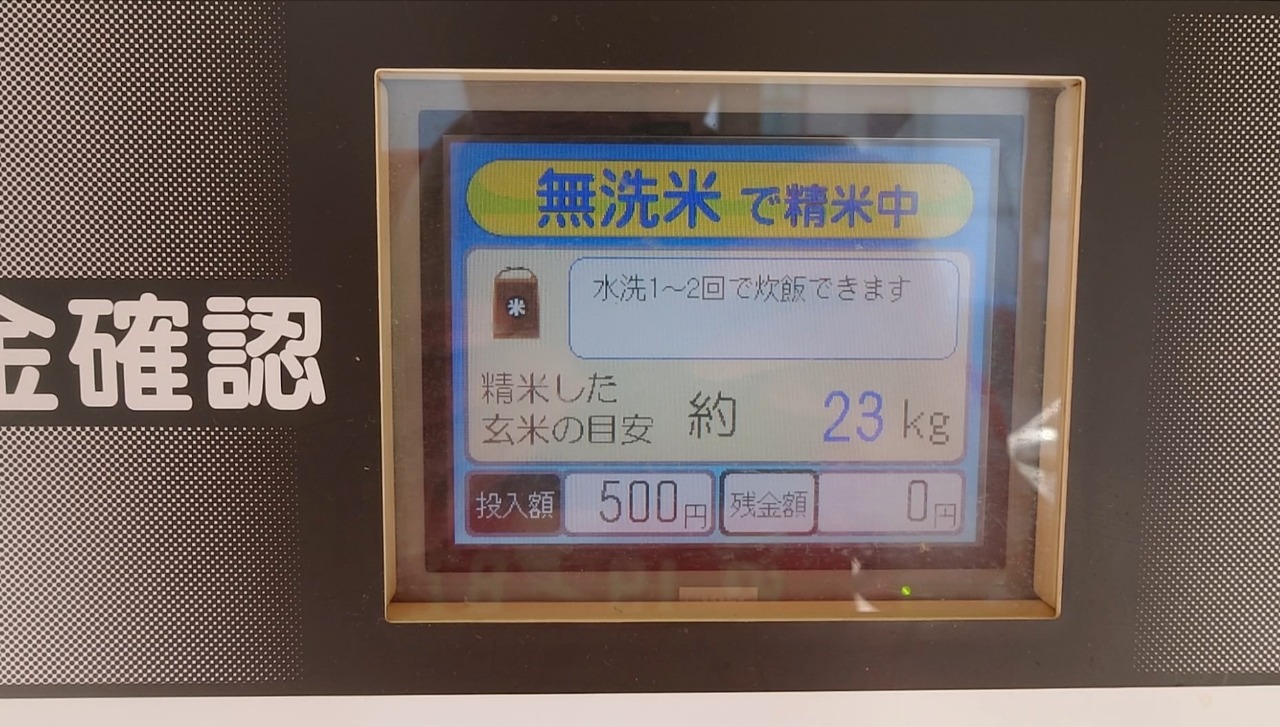 金確認
無洗米で精米中
米
水洗1～2回で炊飯できます
精米した
玄米の目安 約 23 kg
投入額 500円 残金額 0円